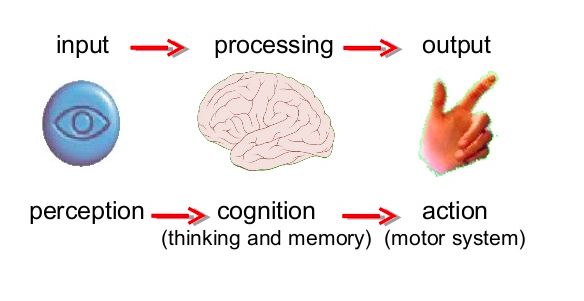 input processing output
perception cognition action
(thinking and memory) (motor system)